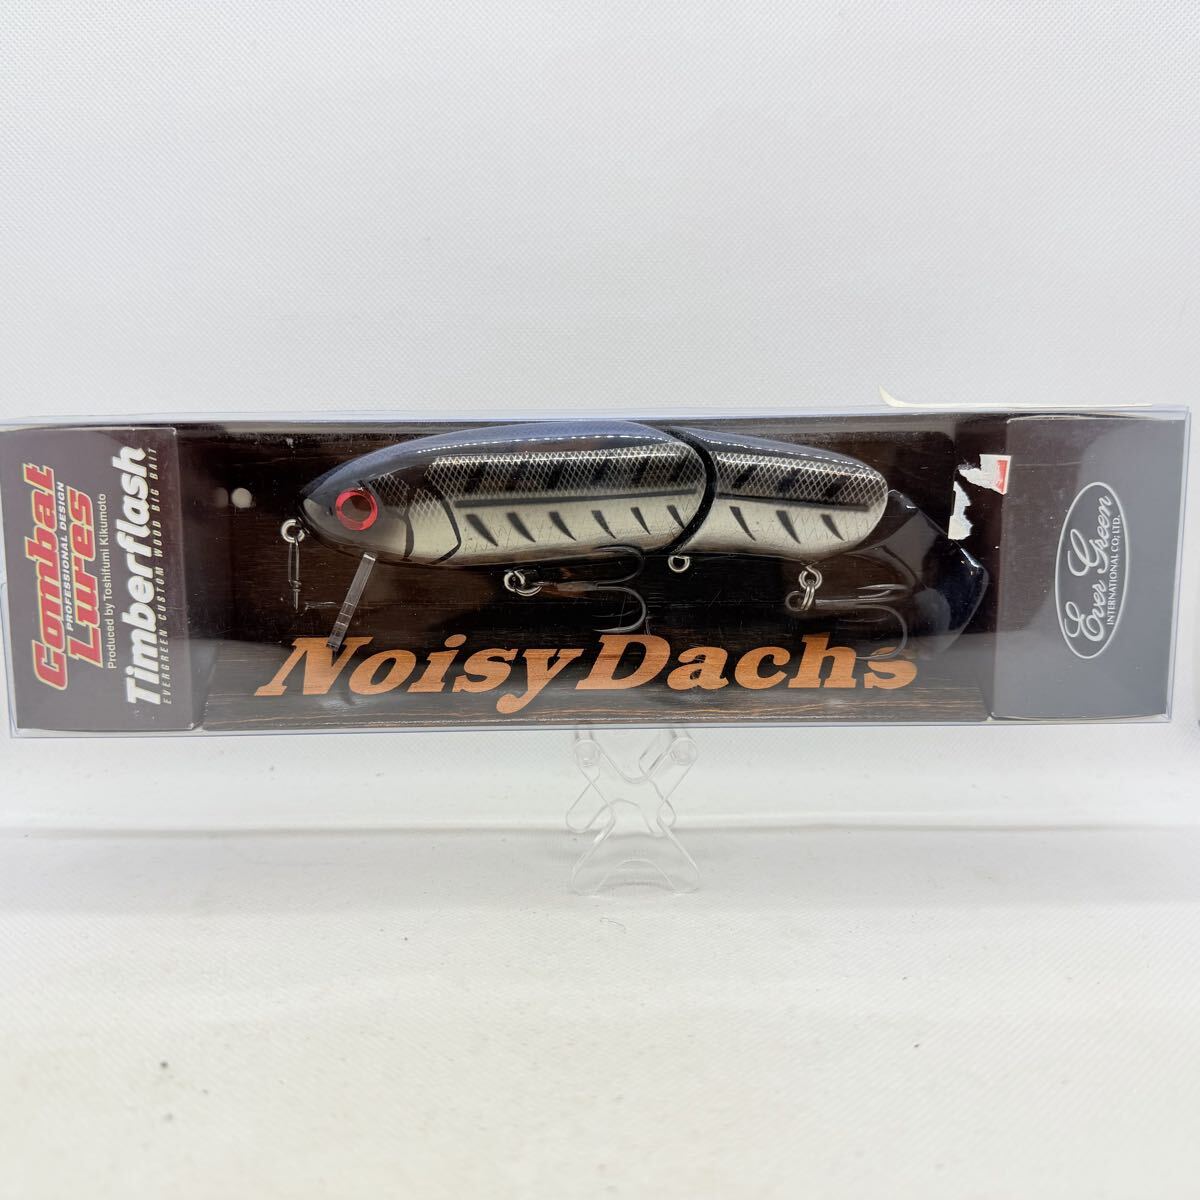 Combat
PROFESSIONAL DESIGN
Lures
Produced by Toshifumi Kikumoto
Timberflash
EVERGREEN CUSTOM WOOD BIG BAIT
Noisy Dachs
Ever Green
INTERNATIONAL CO; LTD.